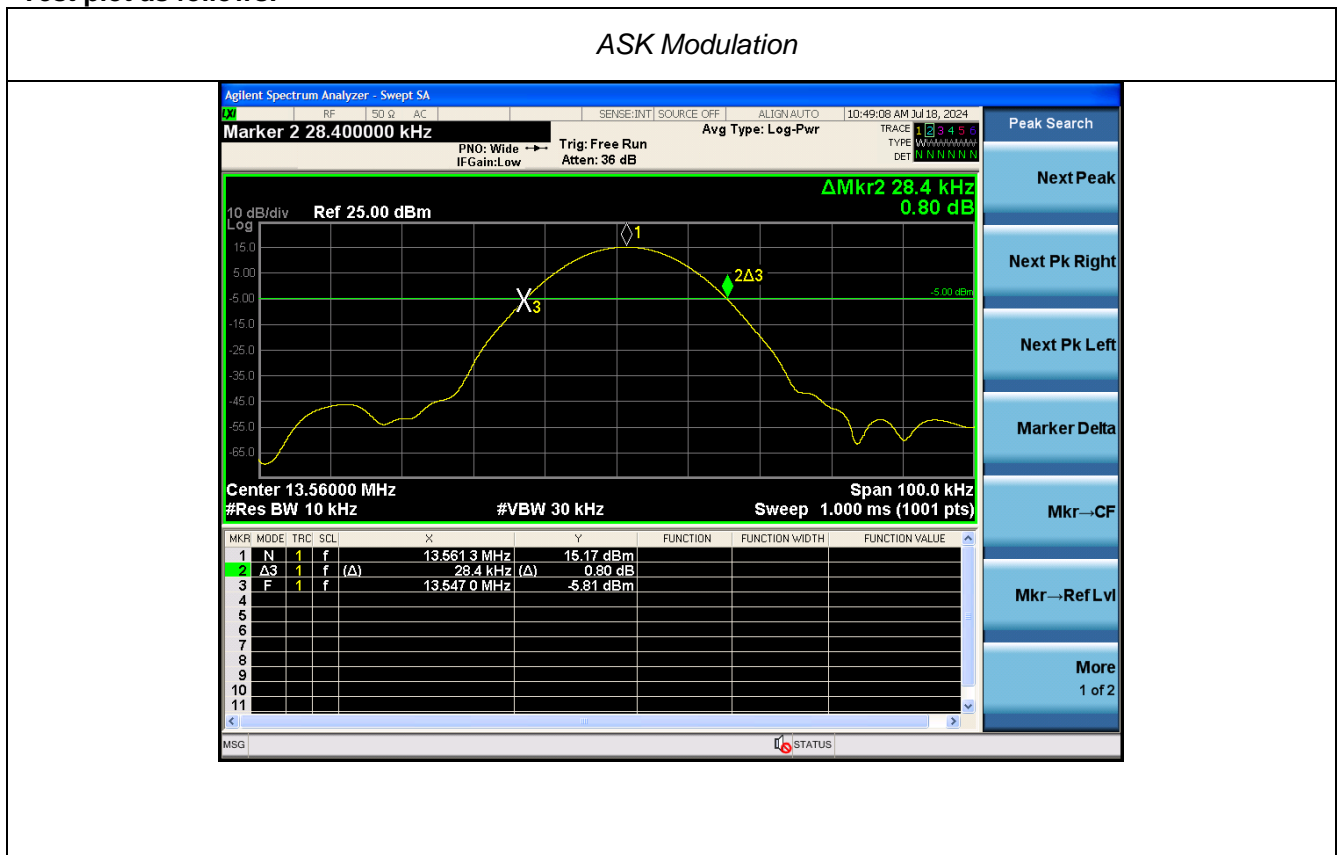 ASK Modulation
Agilent Spectrum Analyzer - Swept SA
LXI RF 50 Ω AC SENSE:INT SOURCE OFF ALIGN AUTO 10:49:08 AM Jul 18, 2024
Marker 2 28.400000 kHz
PNO: Wide
IFGain:Low
Trig: Free Run
Atten: 36 dB
Avg Type: Log-Pwr
TRACE 1 2 3 4 5 6
TYPE
DET N N N N N N
Peak Search
ΔMkr2 28.4 kHz
0.80 dB
10 dB/div Ref 25.00 dBm
Log
15.0
5.00
-5.00
-15.0
-25.0
-35.0
-45.0
-55.0
-65.0
1
2Δ3
3
-5.00 dBm
Center 13.56000 MHz Span 100.0 kHz
#Res BW 10 kHz #VBW 30 kHz Sweep 1.000 ms (1001 pts)
MKR MODE TRC SCL X Y FUNCTION FUNCTION WIDTH FUNCTION VALUE
1 N 1 f 13.561 3 MHz 15.17 dBm
2 Δ3 1 f (Δ) 28.4 kHz (Δ) 0.80 dB
3 F 1 f 13.547 0 MHz -5.81 dBm
4
5
6
7
8
9
10
11
MSG STATUS
Next Peak
Next Pk Right
Next Pk Left
Marker Delta
Mkr→CF
Mkr→Ref Lvl
More
1 of 2